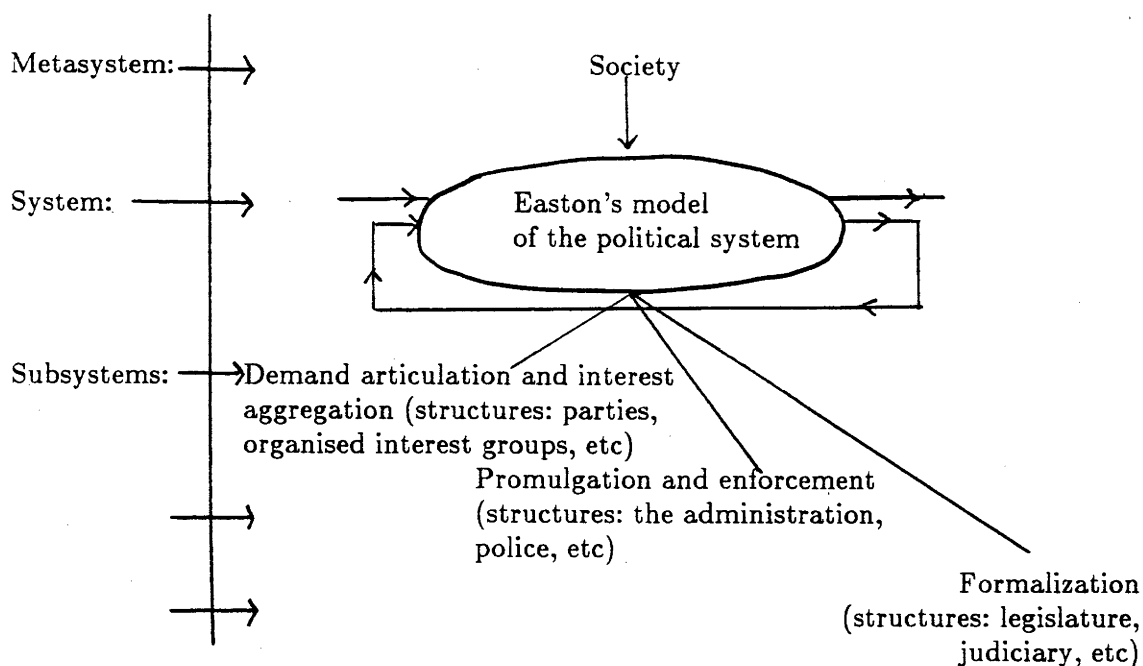 Metasystem:
Society
System:
Easton's model
of the political system
Subsystems:
Demand articulation and interest
aggregation (structures: parties,
organised interest groups, etc)
Promulgation and enforcement
(structures: the administration,
police, etc)
Formalization
(structures: legislature,
judiciary, etc)